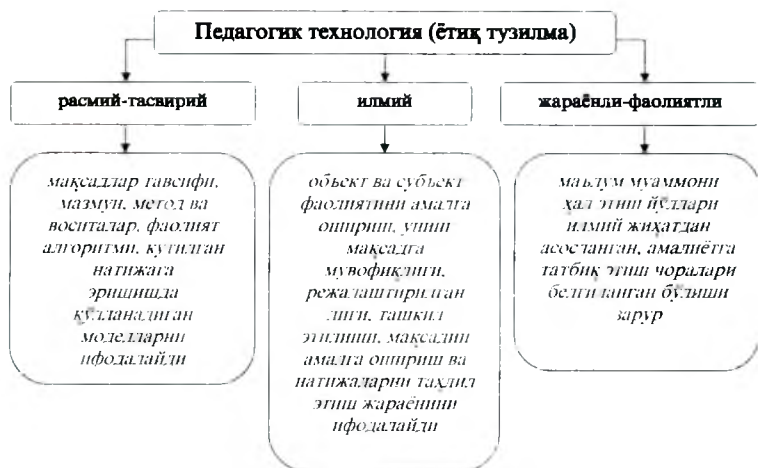 Педагогик технология (ётиқ тузилма)
расмий-тасвирий
илмий
жараёнли-фаолиятли
мақсадлар тавсифи,
мазмун, метод ва
воситалар, фаолият
алгоритми, кутилган
натижага
эришишда
қўлланадиган
моделларни
ифодалайди
объект ва субъект
фаолиятини амалга
ошириш, унинг
мақсадга
мувофиқлиги,
режалаштирилган
лиги, ташкил
этилиши, мақсадни
амалга ошириш ва
натижаларни таҳлил
этиш жараёнини
ифодалайди
маълум муаммони
ҳал этиш йўллари
илмий жиҳатдан
асосланган, амалиётга
татбиқ этиш чоралари
белгиланган бўлиши
зарур